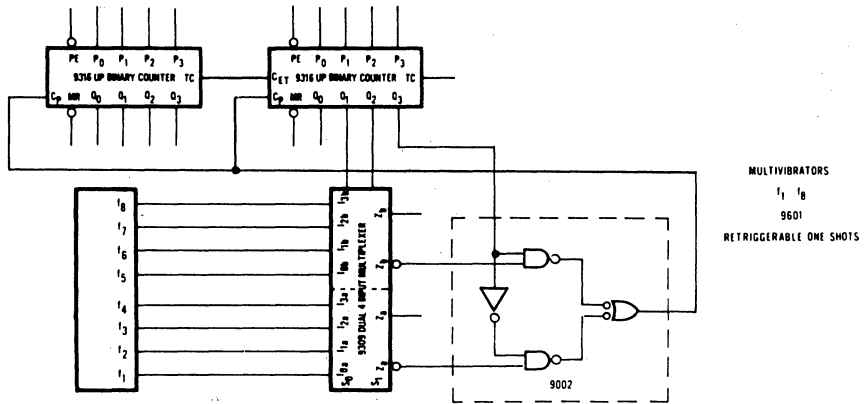 PE P0 P1 P2 P3
9316 UP BINARY COUNTER TC
CP MR Q0 Q1 Q2 Q3
PE P0 P1 P2 P3
CET 9316 UP BINARY COUNTER TC
CP MR Q0 Q1 Q2 Q3
f8
f7
f6
f5
f4
f3
f2
f1
I3b
I2b
I1b
I0b
I3a
I2a
I1a
I0a
S0
9309 DUAL 4 INPUT MULTIPLEXER
Zb
Zb
Za
Za
S1
9002
MULTIVIBRATORS
f1 f8
9601
RETRIGGERABLE ONE SHOTS